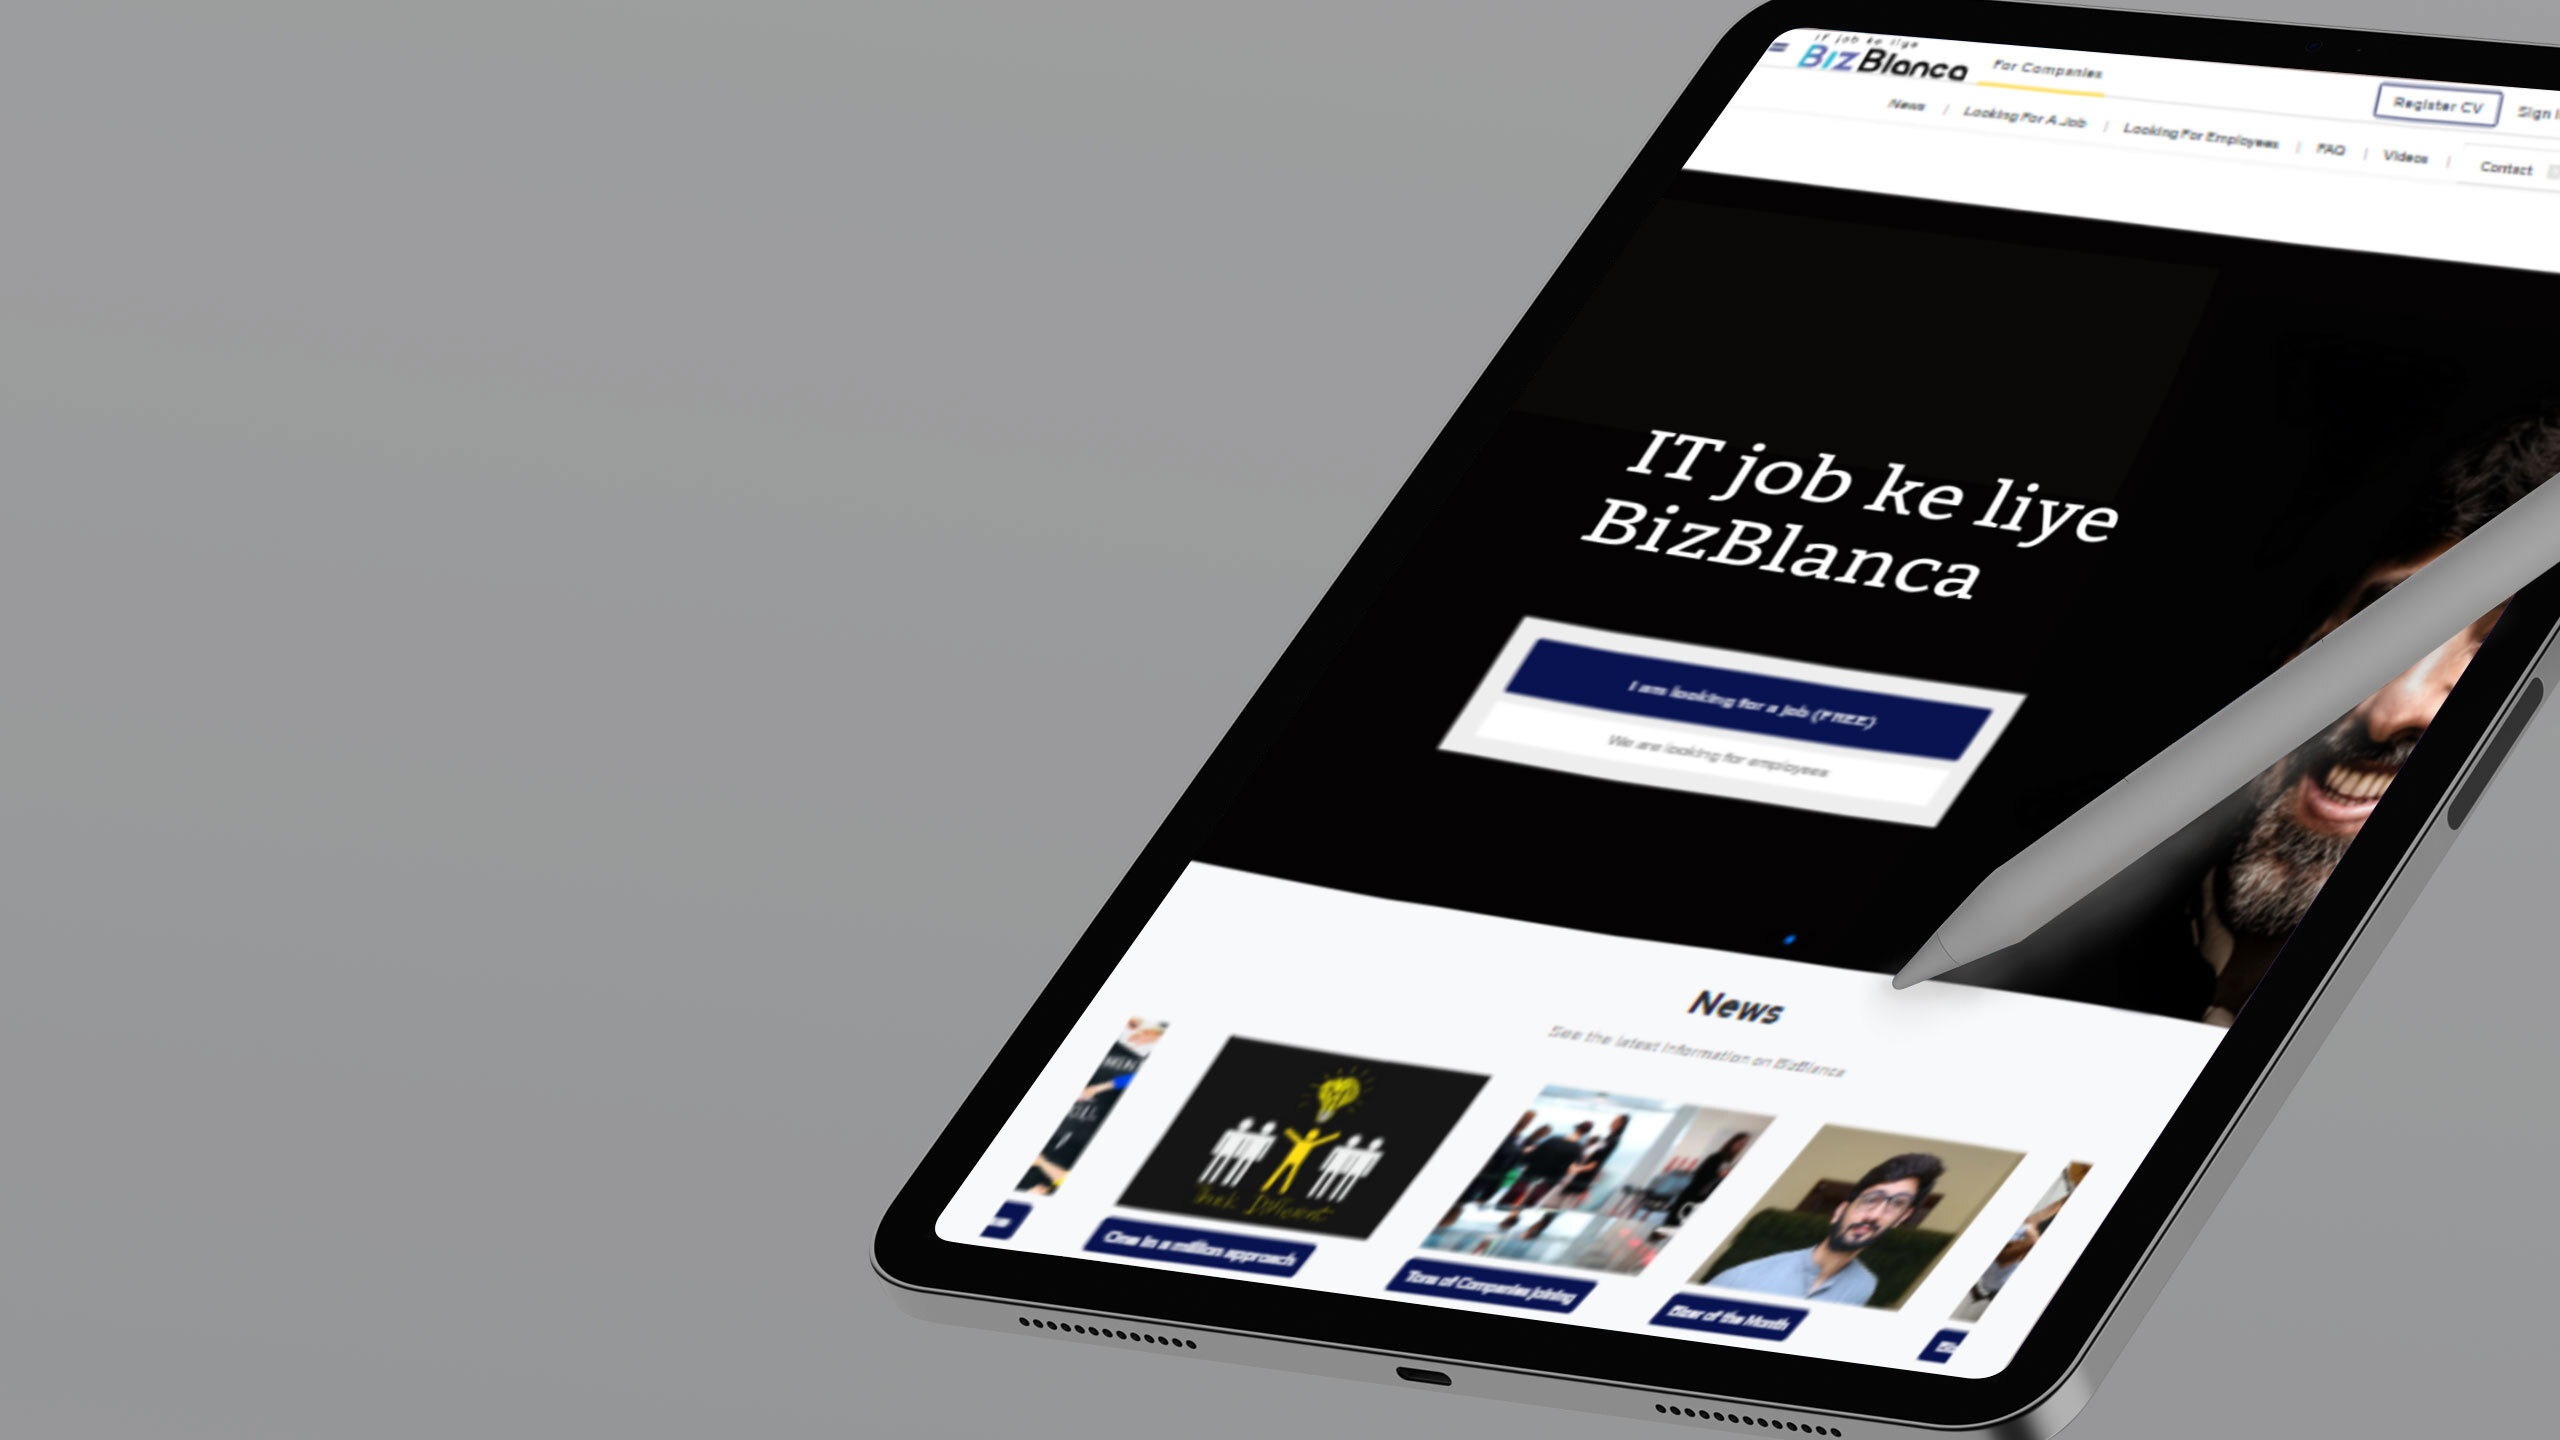 IT job ke liye
BizBlanca
For Companies
Register CV
Sign
News | Looking For A Job | Looking For Employees | FAQ | Videos | Contact
IT job ke liye
BizBlanca
I am looking for a job (FREE)
We are looking for employees
News
See the latest information on BizBlanca
Think Different
One in a million approach
Tons of Companies joining
of the Month